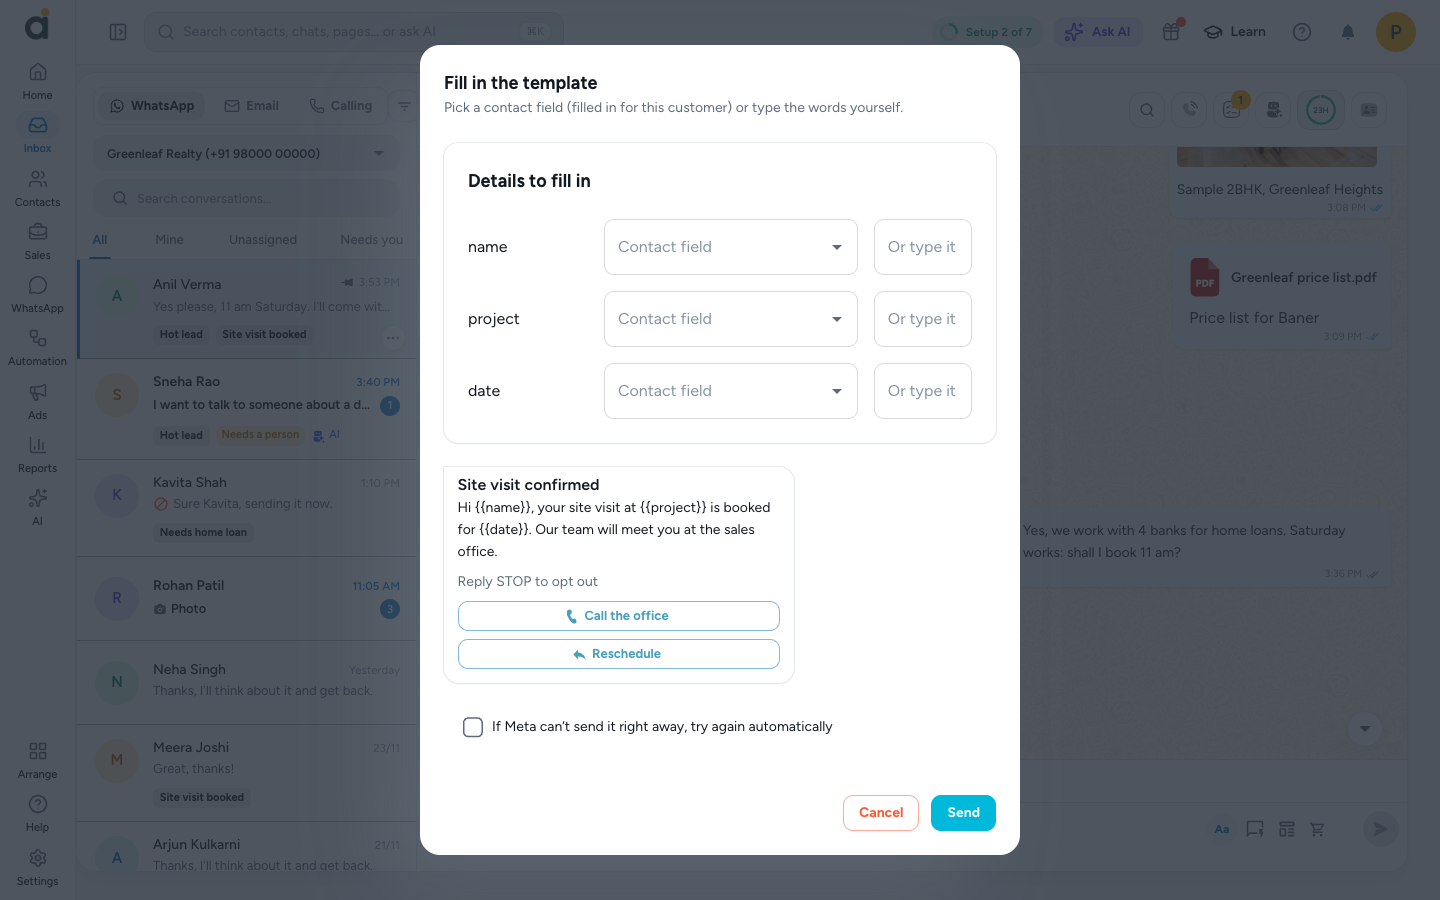 Search contacts, chats, pages... or ask AI
⌘K
Setup 2 of 7
Ask AI
Learn
P
Home
Inbox
Contacts
Sales
WhatsApp
Automation
Ads
Reports
AI
Arrange
Help
Settings
WhatsApp
Email
Calling
Greenleaf Realty (+91 98000 00000)
Search conversations...
All
Mine
Unassigned
Needs you
A
Anil Verma
3:53 PM
Yes please, 11 am Saturday. I'll come wit...
Hot lead
Site visit booked
S
Sneha Rao
3:40 PM
I want to talk to someone about a d...
1
Hot lead
Needs a person
AI
K
Kavita Shah
1:10 PM
Sure Kavita, sending it now.
Needs home loan
R
Rohan Patil
11:05 AM
Photo
3
N
Neha Singh
Yesterday
Thanks, I'll think about it and get back.
M
Meera Joshi
23/11
Great, thanks!
Site visit booked
A
Arjun Kulkarni
21/11
Thanks, I'll think about it and get back.
Fill in the template
Pick a contact field (filled in for this customer) or type the words yourself.
Details to fill in
name
Contact field
Or type it
project
Contact field
Or type it
date
Contact field
Or type it
Site visit confirmed
Hi {{name}}, your site visit at {{project}} is booked
for {{date}}. Our team will meet you at the sales
office.
Reply STOP to opt out
Call the office
Reschedule
If Meta can't send it right away, try again automatically
Cancel
Send
1
23H
Sample 2BHK, Greenleaf Heights
3:08 PM
PDF
Greenleaf price list.pdf
Price list for Baner
3:09 PM
Yes, we work with 4 banks for home loans. Saturday
works: shall I book 11 am?
3:36 PM
Aa